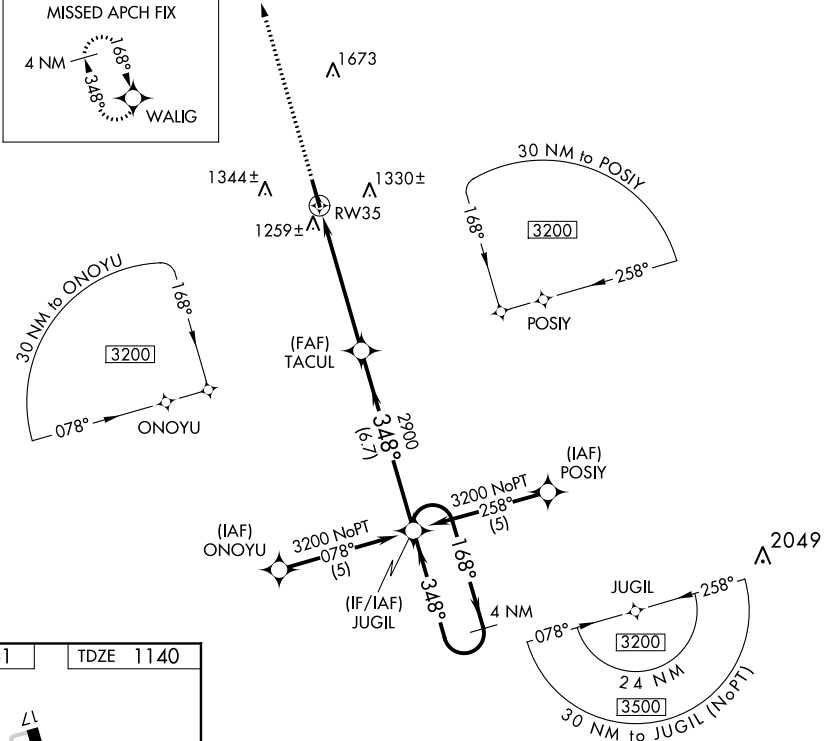 MISSED APCH FIX
4 NM
168°
348°
WALIG
1673
1344±
1330±
RW35
1259±
30 NM to POSIY
168°
3200
258°
POSIY
30 NM to ONOYU
168°
3200
078°
ONOYU
(FAF)
TACUL
2900
348°
(6.7)
(IAF)
POSIY
3200 NoPT
258°
(5)
(IAF)
ONOYU
3200 NoPT
078°
(5)
168°
348°
4 NM
(IF/IAF)
JUGIL
2049
JUGIL
258°
078°
3200
24 NM
3500
30 NM to JUGIL (NoPT)
TDZE 1140
17